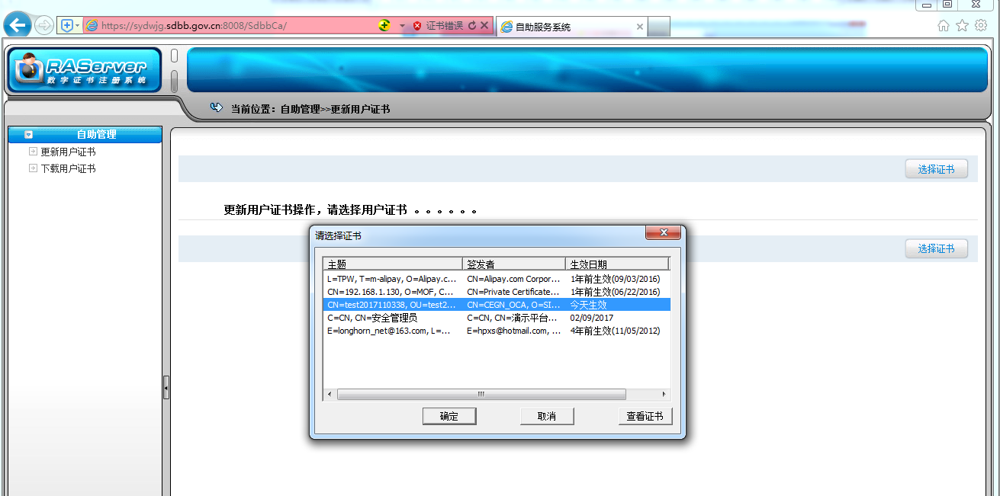 https://sydwjg.sdbb.gov.cn:8008/SdbbCa/
证书错误
自助服务系统
RAServer
数字证书注册系统
当前位置：自助管理>>更新用户证书
自助管理
更新用户证书
下载用户证书
选择证书
更新用户证书操作，请选择用户证书 。。。。。。
选择证书
请选择证书
主题 签发者 生效日期
L=TPW, T=m-alipay, O=Alipay.c... CN=Alipay.com Corpor... 1年前生效(09/03/2016)
CN=192.168.1.130, O=MOF, C... CN=Private Certificate... 1年前生效(06/22/2016)
CN=test2017110338, OU=test2... CN=CEGN_OCA, O=SI... 今天生效
C=CN, CN=安全管理员 C=CN, CN=演示平台... 02/09/2017
E=longhorn_net@163.com, L=... E=hpxs@hotmail.com, ... 4年前生效(11/05/2012)
确定 取消 查看证书